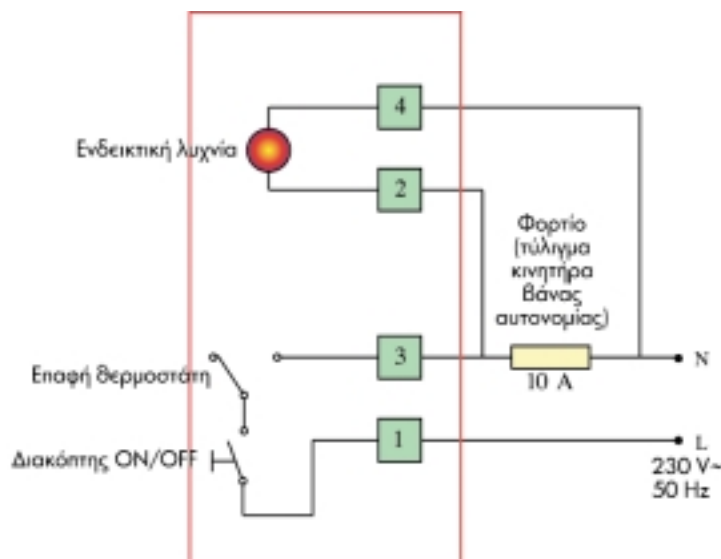 4
Ενδεικτική λυχνία
2
Φορτίο
(τύλιγμα
κινητήρα
βάνας
αυτονομίας)
3
N
10 A
Επαφή θερμοστάτη
1
L
Διακόπτης ON/OFF
230 V~
50 Hz